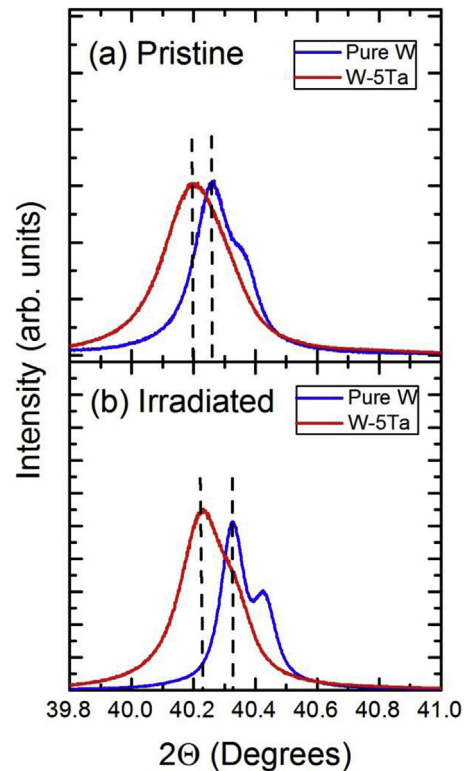 (a) Pristine
Pure W
W-5Ta
(b) Irradiated
Pure W
W-5Ta
Intensity (arb. units)
39.8 40.0 40.2 40.4 40.6 40.8 41.0
2Θ (Degrees)